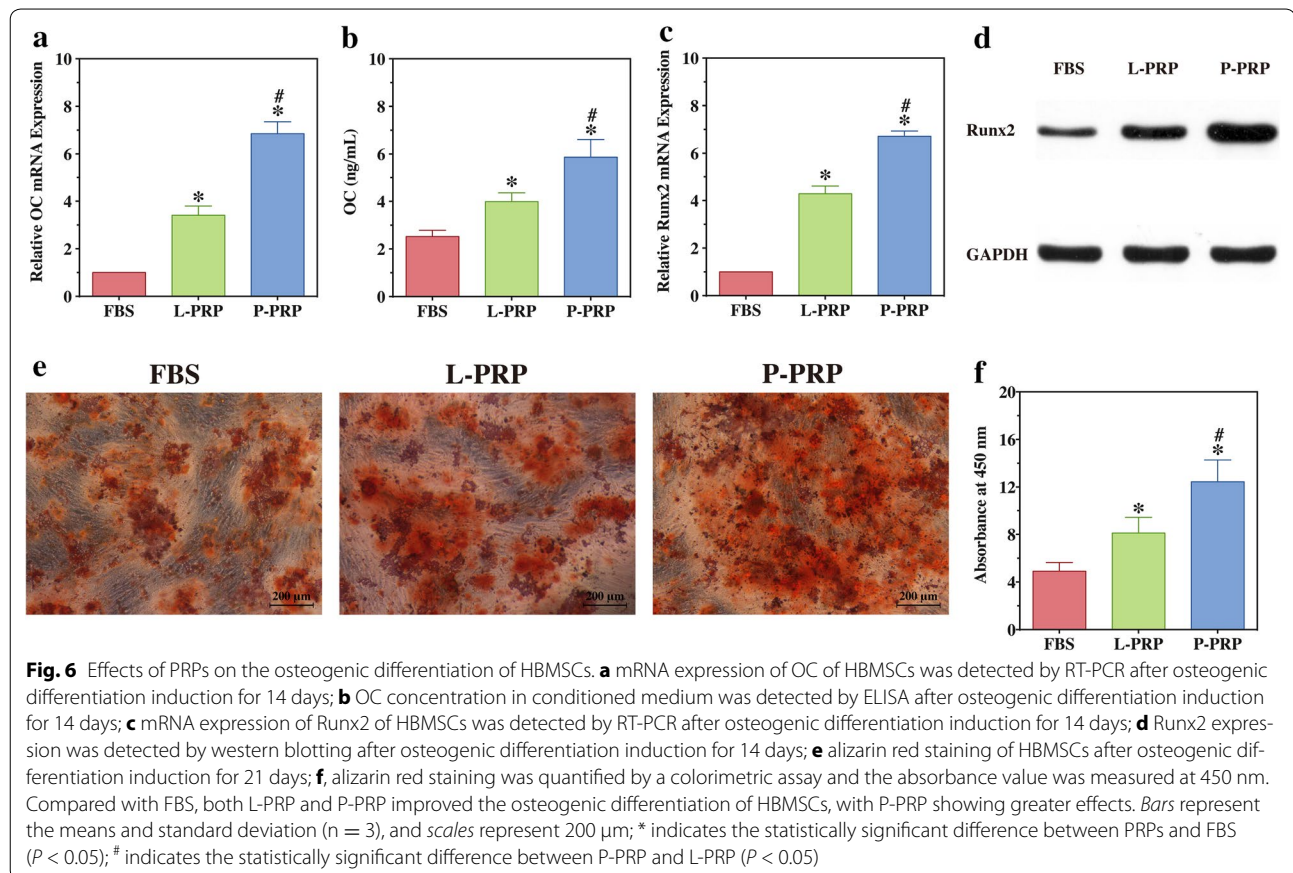 a
Relative OC mRNA Expression
10
8
6
4
2
0
*
#
*
FBS L-PRP P-PRP
b
OC (ng/mL)
10
8
6
4
2
0
*
#
*
FBS L-PRP P-PRP
c
Relative Runx2 mRNA Expression
10
8
6
4
2
0
*
#
*
FBS L-PRP P-PRP
d
FBS L-PRP P-PRP
Runx2
GAPDH
e
FBS L-PRP P-PRP
200 μm
200 μm
200 μm
f
Absorbance at 450 nm
20
16
12
8
4
0
*
#
*
FBS L-PRP P-PRP
Fig. 6 Effects of PRPs on the osteogenic differentiation of HBMSCs. a mRNA expression of OC of HBMSCs was detected by RT-PCR after osteogenic
differentiation induction for 14 days; b OC concentration in conditioned medium was detected by ELISA after osteogenic differentiation induction
for 14 days; c mRNA expression of Runx2 of HBMSCs was detected by RT-PCR after osteogenic differentiation induction for 14 days; d Runx2 expres-
sion was detected by western blotting after osteogenic differentiation induction for 14 days; e alizarin red staining of HBMSCs after osteogenic dif-
ferentiation induction for 21 days; f, alizarin red staining was quantified by a colorimetric assay and the absorbance value was measured at 450 nm.
Compared with FBS, both L-PRP and P-PRP improved the osteogenic differentiation of HBMSCs, with P-PRP showing greater effects. Bars represent
the means and standard deviation (n = 3), and scales represent 200 μm; * indicates the statistically significant difference between PRPs and FBS
(P < 0.05); # indicates the statistically significant difference between P-PRP and L-PRP (P < 0.05)